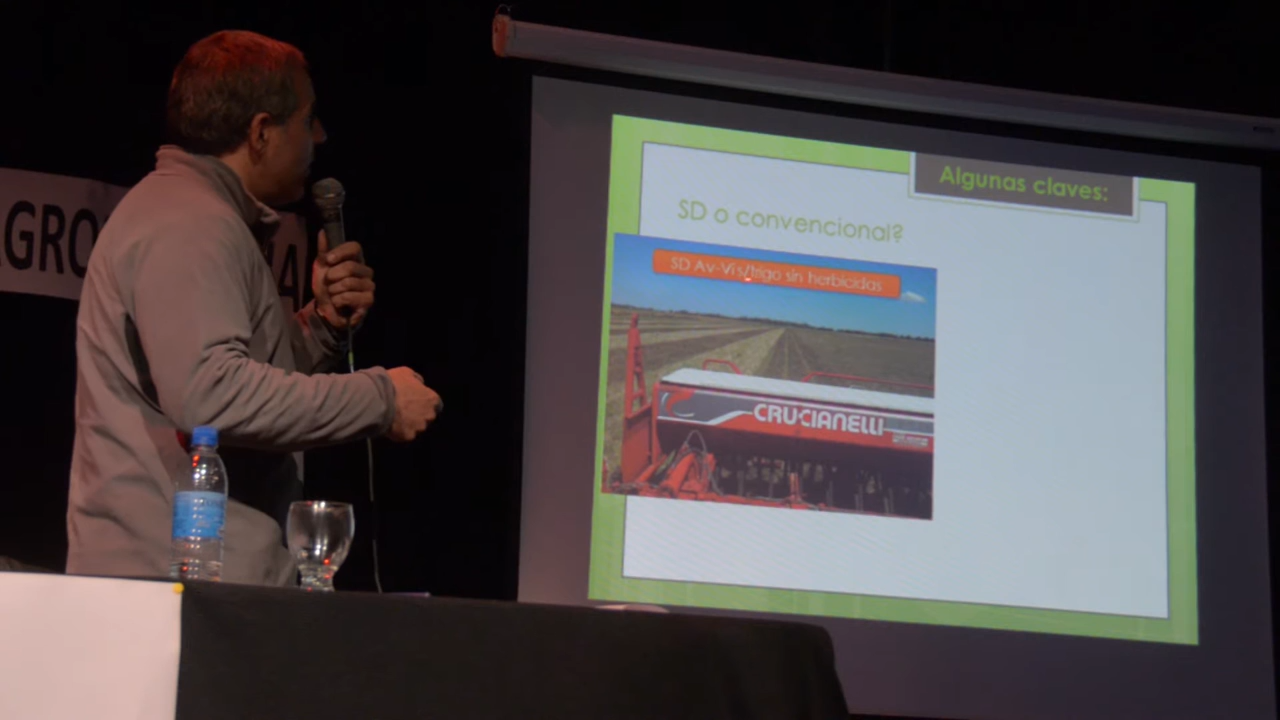 AGRO
Algunas claves:
SD o convencional?
SD Av-Vi s/trigo sin herbicidas
CRUCIANELLI